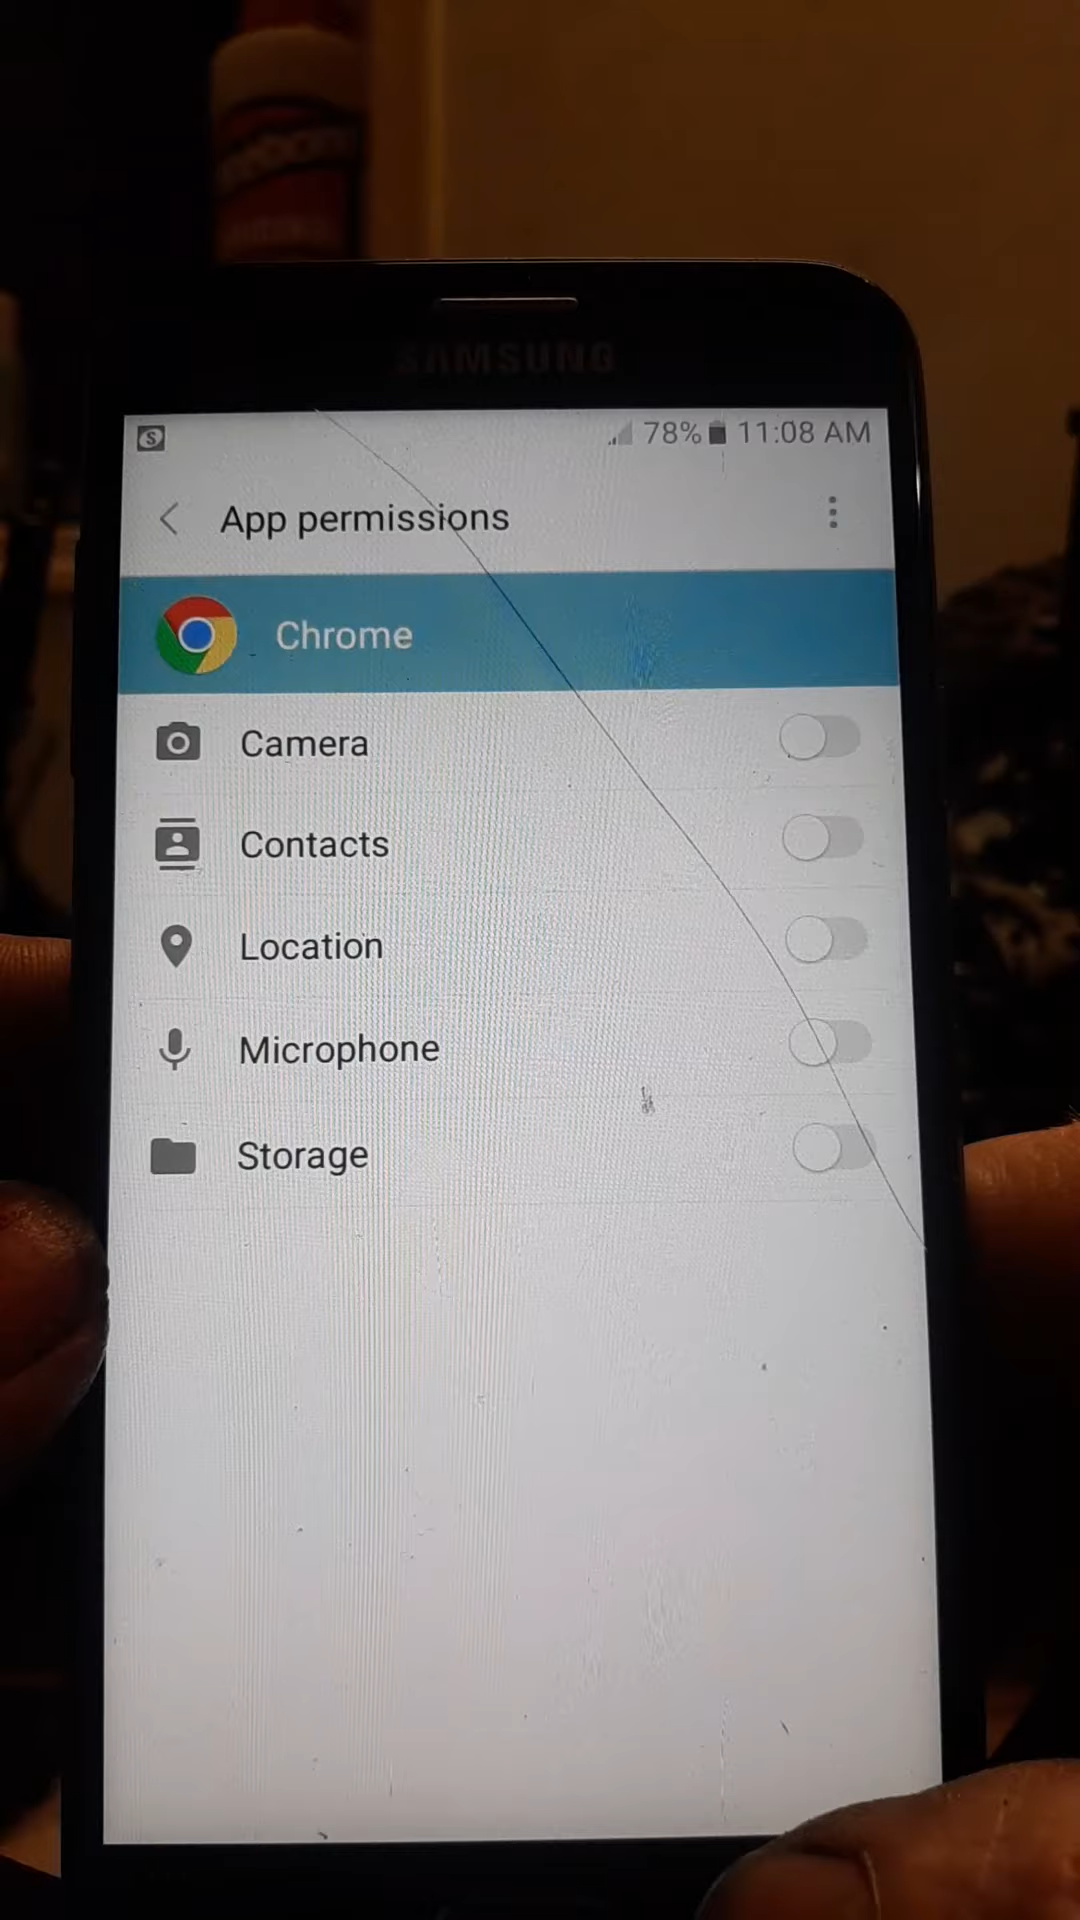 SAMSUNG
S
78% 11:08 AM
App permissions
Chrome
Camera
Contacts
Location
Microphone
Storage